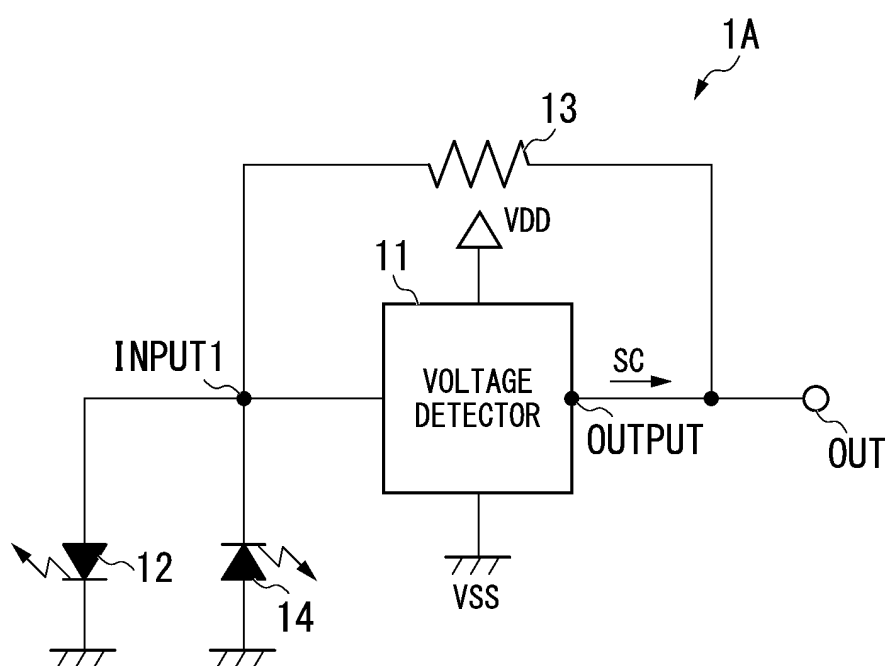 1A
13
VDD
11
INPUT1
VOLTAGE
DETECTOR
SC
OUTPUT
OUT
12
14
VSS